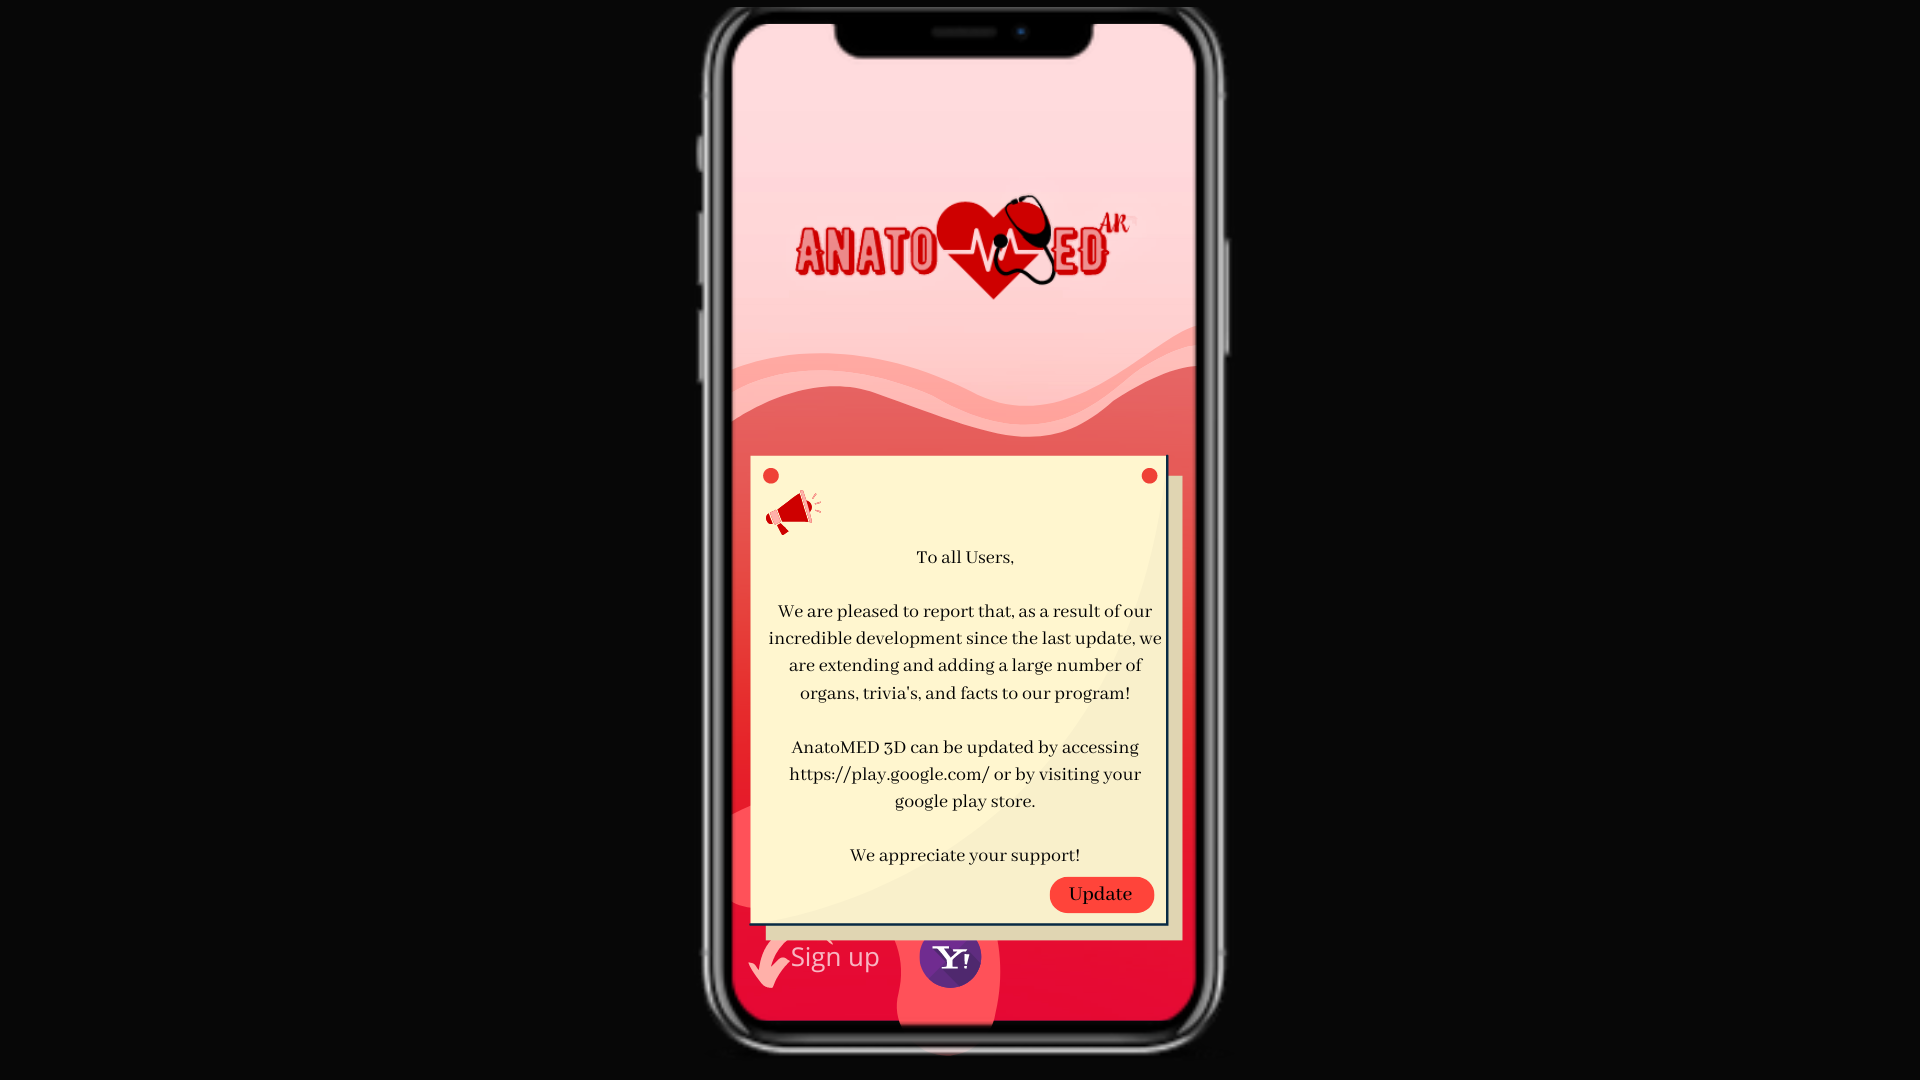 ANATO ED AR
To all Users,
We are pleased to report that, as a result of our
incredible development since the last update, we
are extending and adding a large number of
organs, trivia's, and facts to our program!
AnatoMED 3D can be updated by accessing
https://play.google.com/ or by visiting your
google play store.
We appreciate your support!
Update
Sign up
Y!